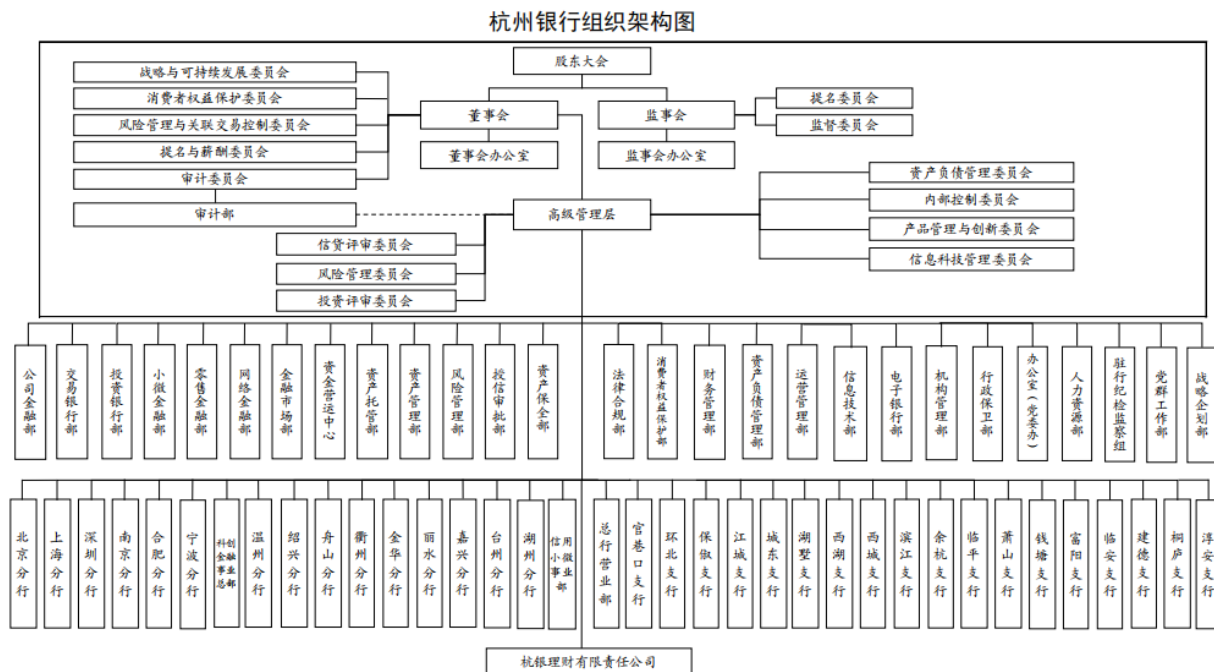 杭州银行组织架构图
股东大会
战略与可持续发展委员会
消费者权益保护委员会
风险管理与关联交易控制委员会
提名与薪酬委员会
审计委员会
审计部
董事会
董事会办公室
监事会
监事会办公室
提名委员会
监督委员会
高级管理层
信贷评审委员会
风险管理委员会
投资评审委员会
资产负债管理委员会
内部控制委员会
产品管理与创新委员会
信息科技管理委员会
公司金融部
交易银行部
投资银行部
小微金融部
零售金融部
网络金融部
金融市场部
资金营运中心
资产托管部
资产管理部
风险管理部
授信审批部
资产保全部
法律合规部
消费者权益保护部
财务管理部
资产负债管理部
运营管理部
信息技术部
电子银行部
机构管理部
行政保卫部
办公室（党委办）
人力资源部
驻行纪检监察组
党群工作部
战略企划部
北京分行
上海分行
深圳分行
南京分行
合肥分行
宁波分行
科创金融事业总部
温州分行
绍兴分行
舟山分行
衢州分行
金华分行
丽水分行
嘉兴分行
台州分行
湖州分行
信用小微事业部
总行营业部
官巷口支行
环北支行
保俶支行
江城支行
城东支行
湖墅支行
西湖支行
西城支行
滨江支行
余杭支行
临平支行
萧山支行
钱塘支行
富阳支行
临安支行
建德支行
桐庐支行
淳安支行
杭银理财有限责任公司